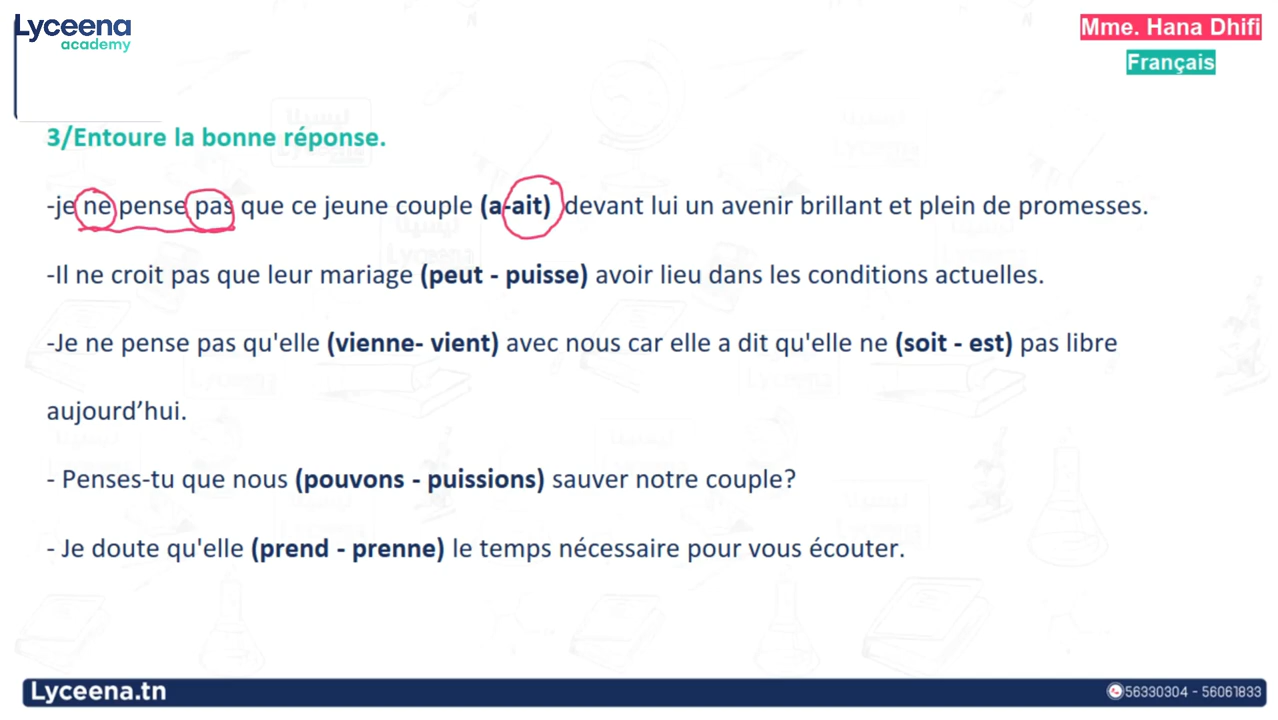 Lyceena
academy
Mme. Hana Dhifi
Français
3/Entoure la bonne réponse.
-je ne pense pas que ce jeune couple (a-ait) devant lui un avenir brillant et plein de promesses.
-Il ne croit pas que leur mariage (peut - puisse) avoir lieu dans les conditions actuelles.
-Je ne pense pas qu'elle (vienne- vient) avec nous car elle a dit qu'elle ne (soit - est) pas libre
aujourd’hui.
- Penses-tu que nous (pouvons - puissions) sauver notre couple?
- Je doute qu'elle (prend - prenne) le temps nécessaire pour vous écouter.
Lyceena.tn
56330304 - 56061833